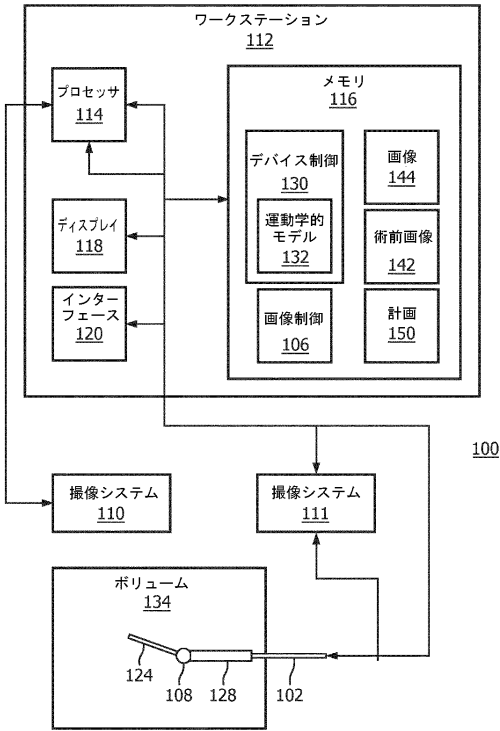 ワークステーション
112
プロセッサ
114
ディスプレイ
118
インター
フェース
120
メモリ
116
デバイス制御
130
運動学的
モデル
132
画像
144
術前画像
142
画像制御
106
計画
150
100
撮像システム
110
撮像システム
111
ボリューム
134
124
108
128
102